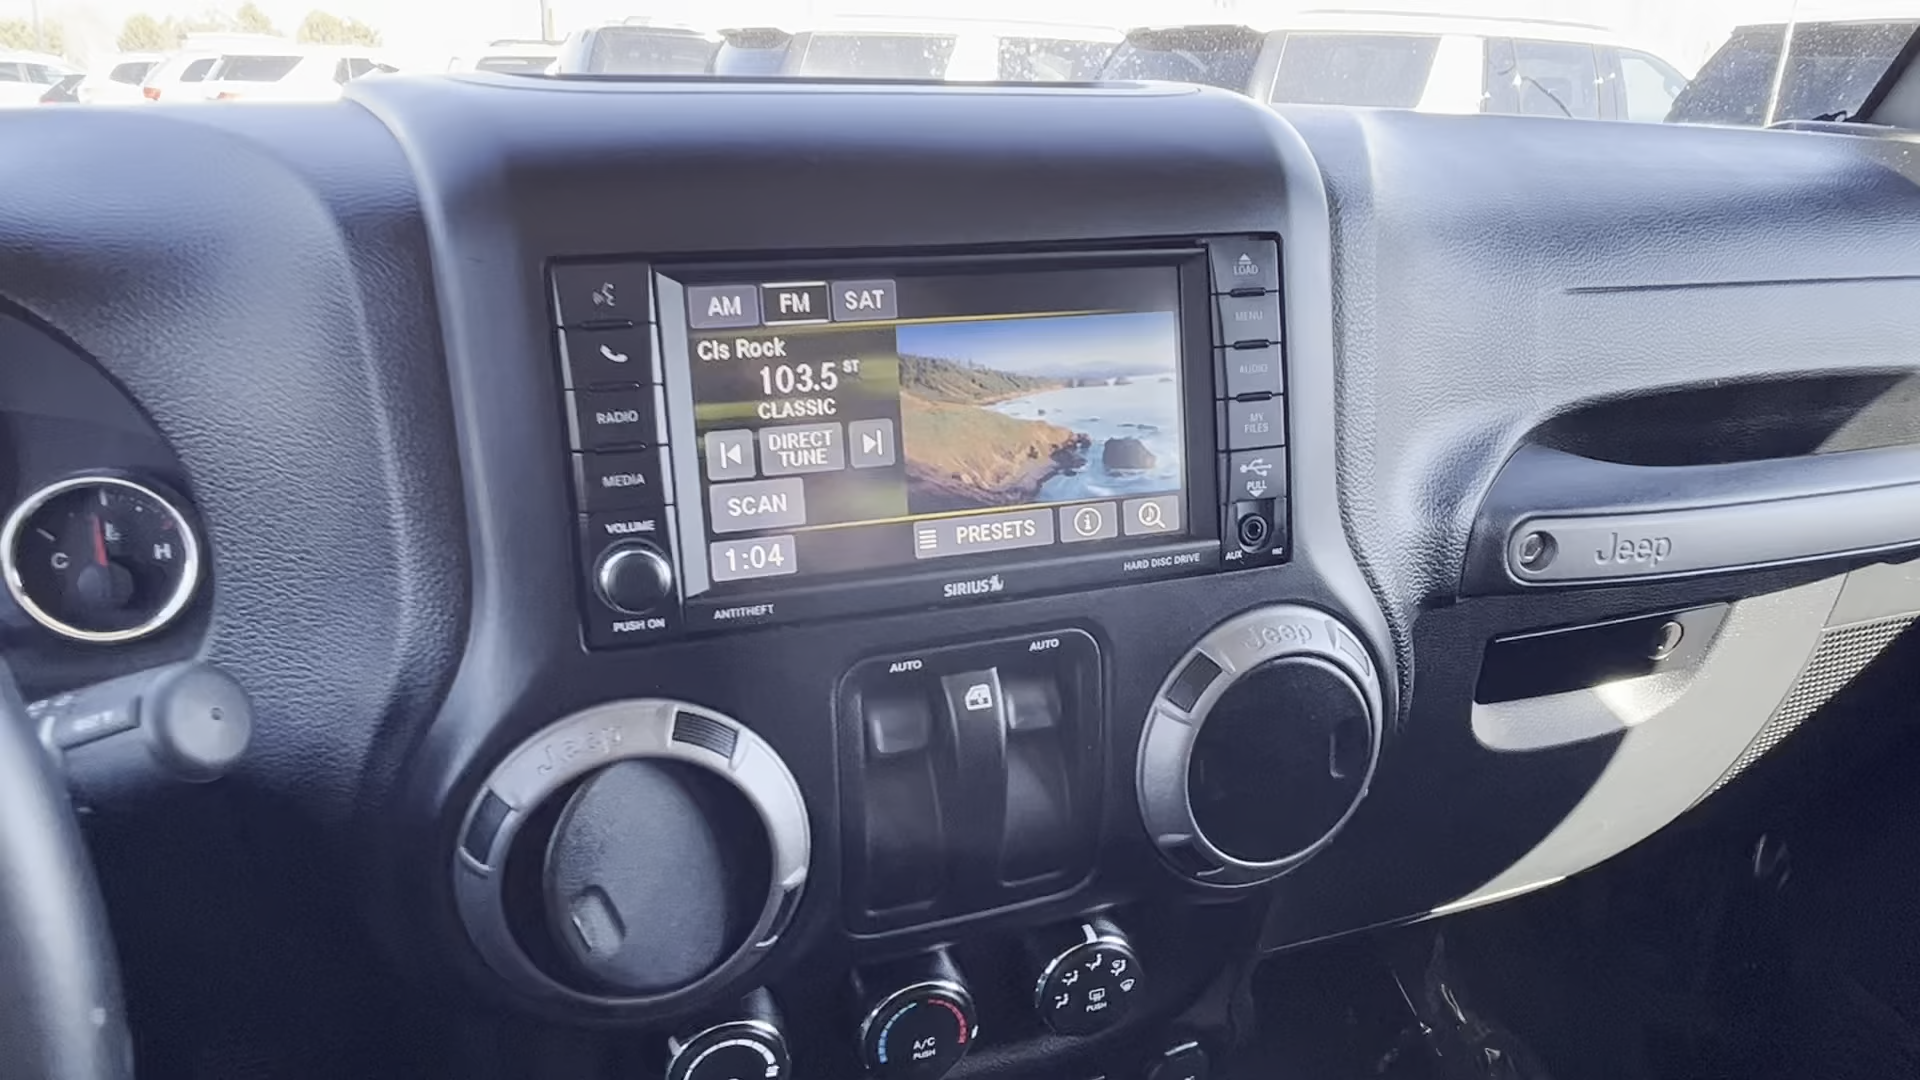 AM FM SAT
Cls Rock
103.5 ST
CLASSIC
DIRECT
TUNE
SCAN
PRESETS
1:04
RADIO
MEDIA
VOLUME
PUSH ON
ANTITHEFT
SIRIUS
HARD DISC DRIVE
LOAD
MENU
AUDIO
MY
FILES
PULL
AUX
C H
AUTO AUTO
Jeep
Jeep
Jeep
A/C
PUSH
PUSH